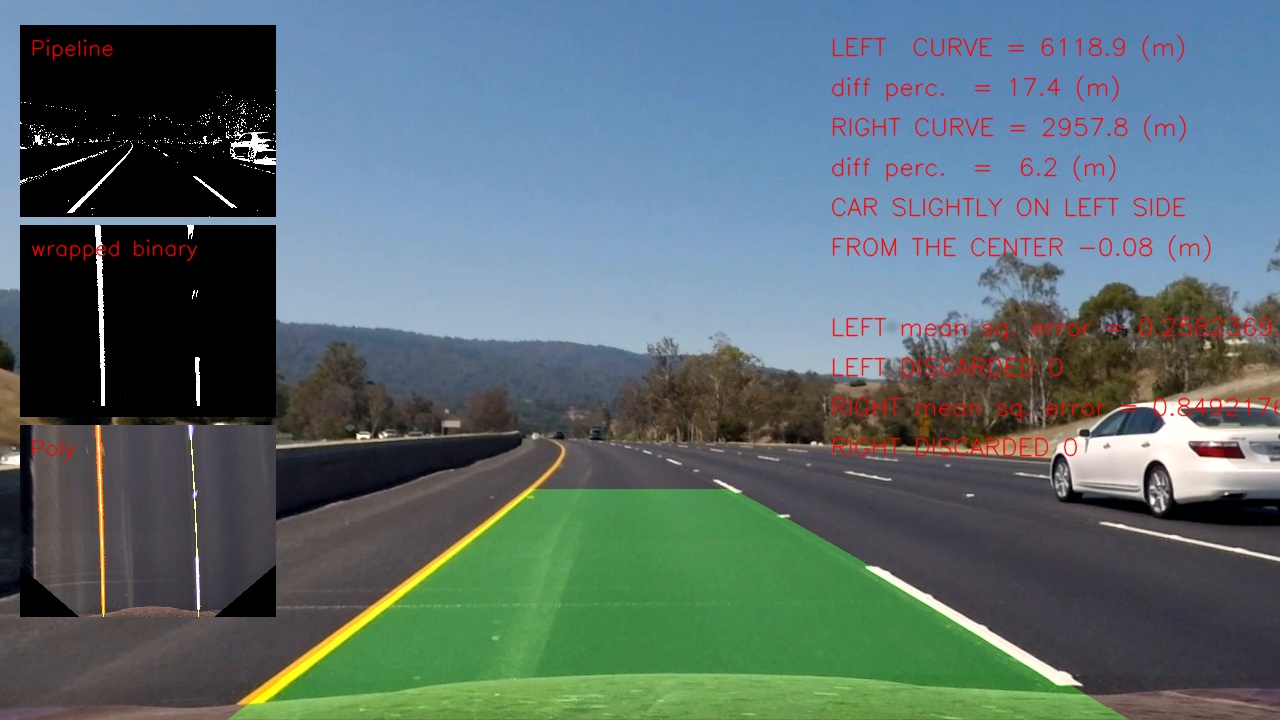 Pipeline
wrapped binary
Poly
LEFT CURVE = 6118.9 (m)
diff perc. = 17.4 (m)
RIGHT CURVE = 2957.8 (m)
diff perc. = 6.2 (m)
CAR SLIGHTLY ON LEFT SIDE
FROM THE CENTER -0.08 (m)
LEFT mean sq. error = 0.2582369
LEFT DISCARDED 0
RIGHT mean sq. error = 0.849217
RIGHT DISCARDED 0